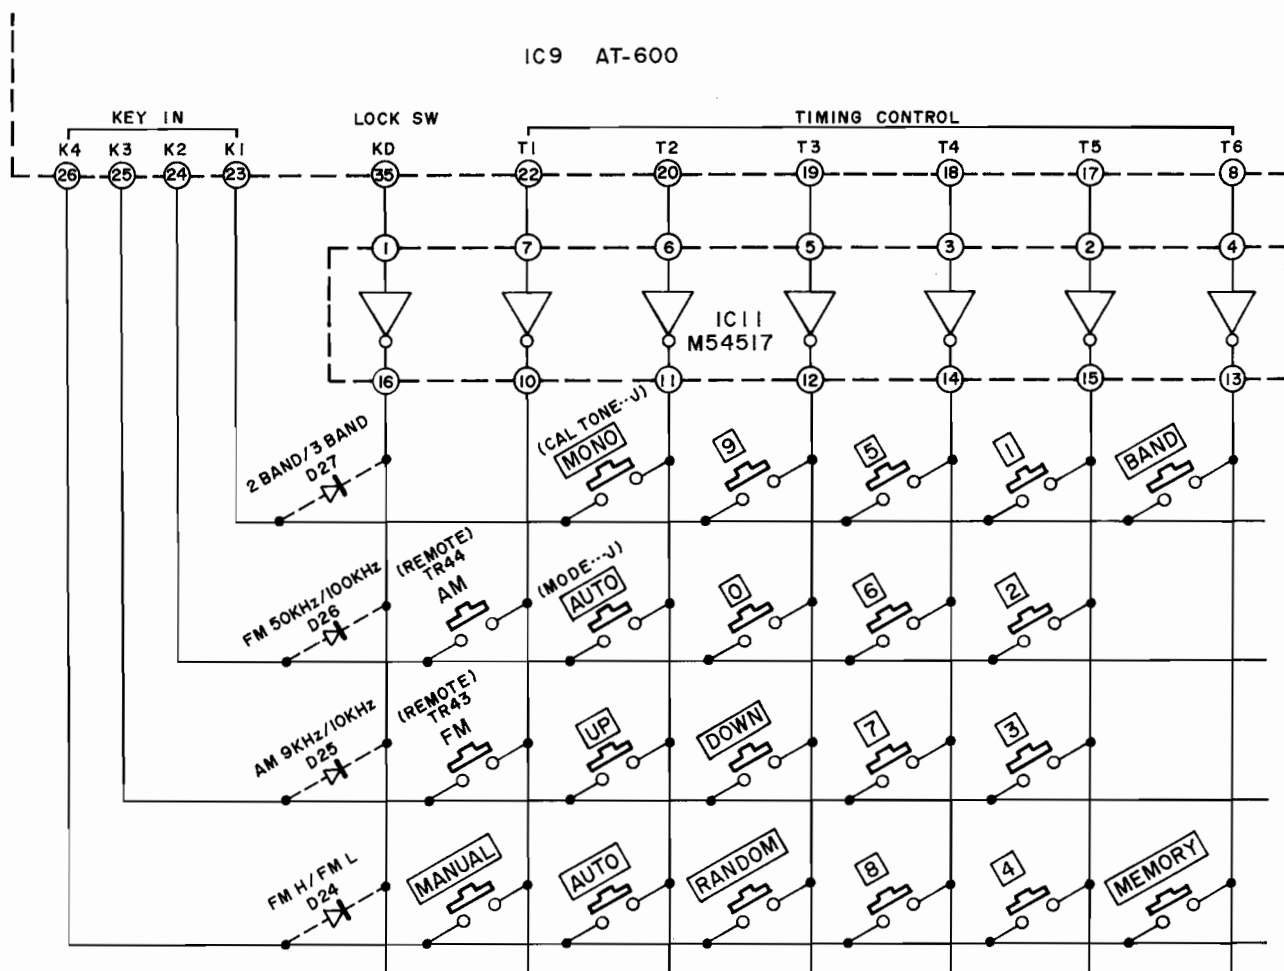 IC9 AT-600
KEY IN
LOCK SW
TIMING CONTROL
K4 K3 K2 K1 KD T1 T2 T3 T4 T5 T6
26 25 24 23 35 22 20 19 18 17 8
1 7 6 5 3 2 4
IC11
M54517
16 10 11 12 14 15 13
2 BAND/3 BAND
D27
(CAL TONE···J)
MONO
9
5
1
BAND
FM 50KHz/100KHz
D26
(REMOTE)
TR44
AM
(MODE···J)
AUTO
0
6
2
AM 9KHz/10KHz
D25
(REMOTE)
TR43
FM
UP
DOWN
7
3
FM H/FM L
D24
MANUAL
AUTO
RANDOM
8
4
MEMORY